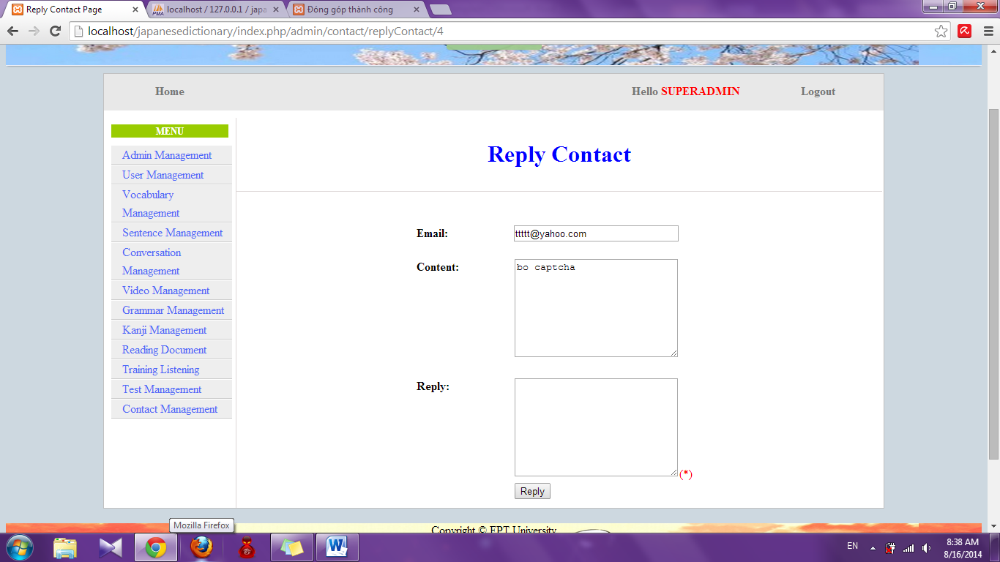 Reply Contact Page
localhost / 127.0.0.1 / japa
Đóng góp thành công
localhost/japanesedictionary/index.php/admin/contact/replyContact/4
Home
Hello SUPERADMIN
Logout
MENU
Admin Management
User Management
Vocabulary
Management
Sentence Management
Conversation
Management
Video Management
Grammar Management
Kanji Management
Reading Document
Training Listening
Test Management
Contact Management
Reply Contact
Email:
ttttt@yahoo.com
Content:
bo captcha
Reply:
(*)
Reply
Copyright © FPT University
Mozilla Firefox
EN
8:38 AM
8/16/2014